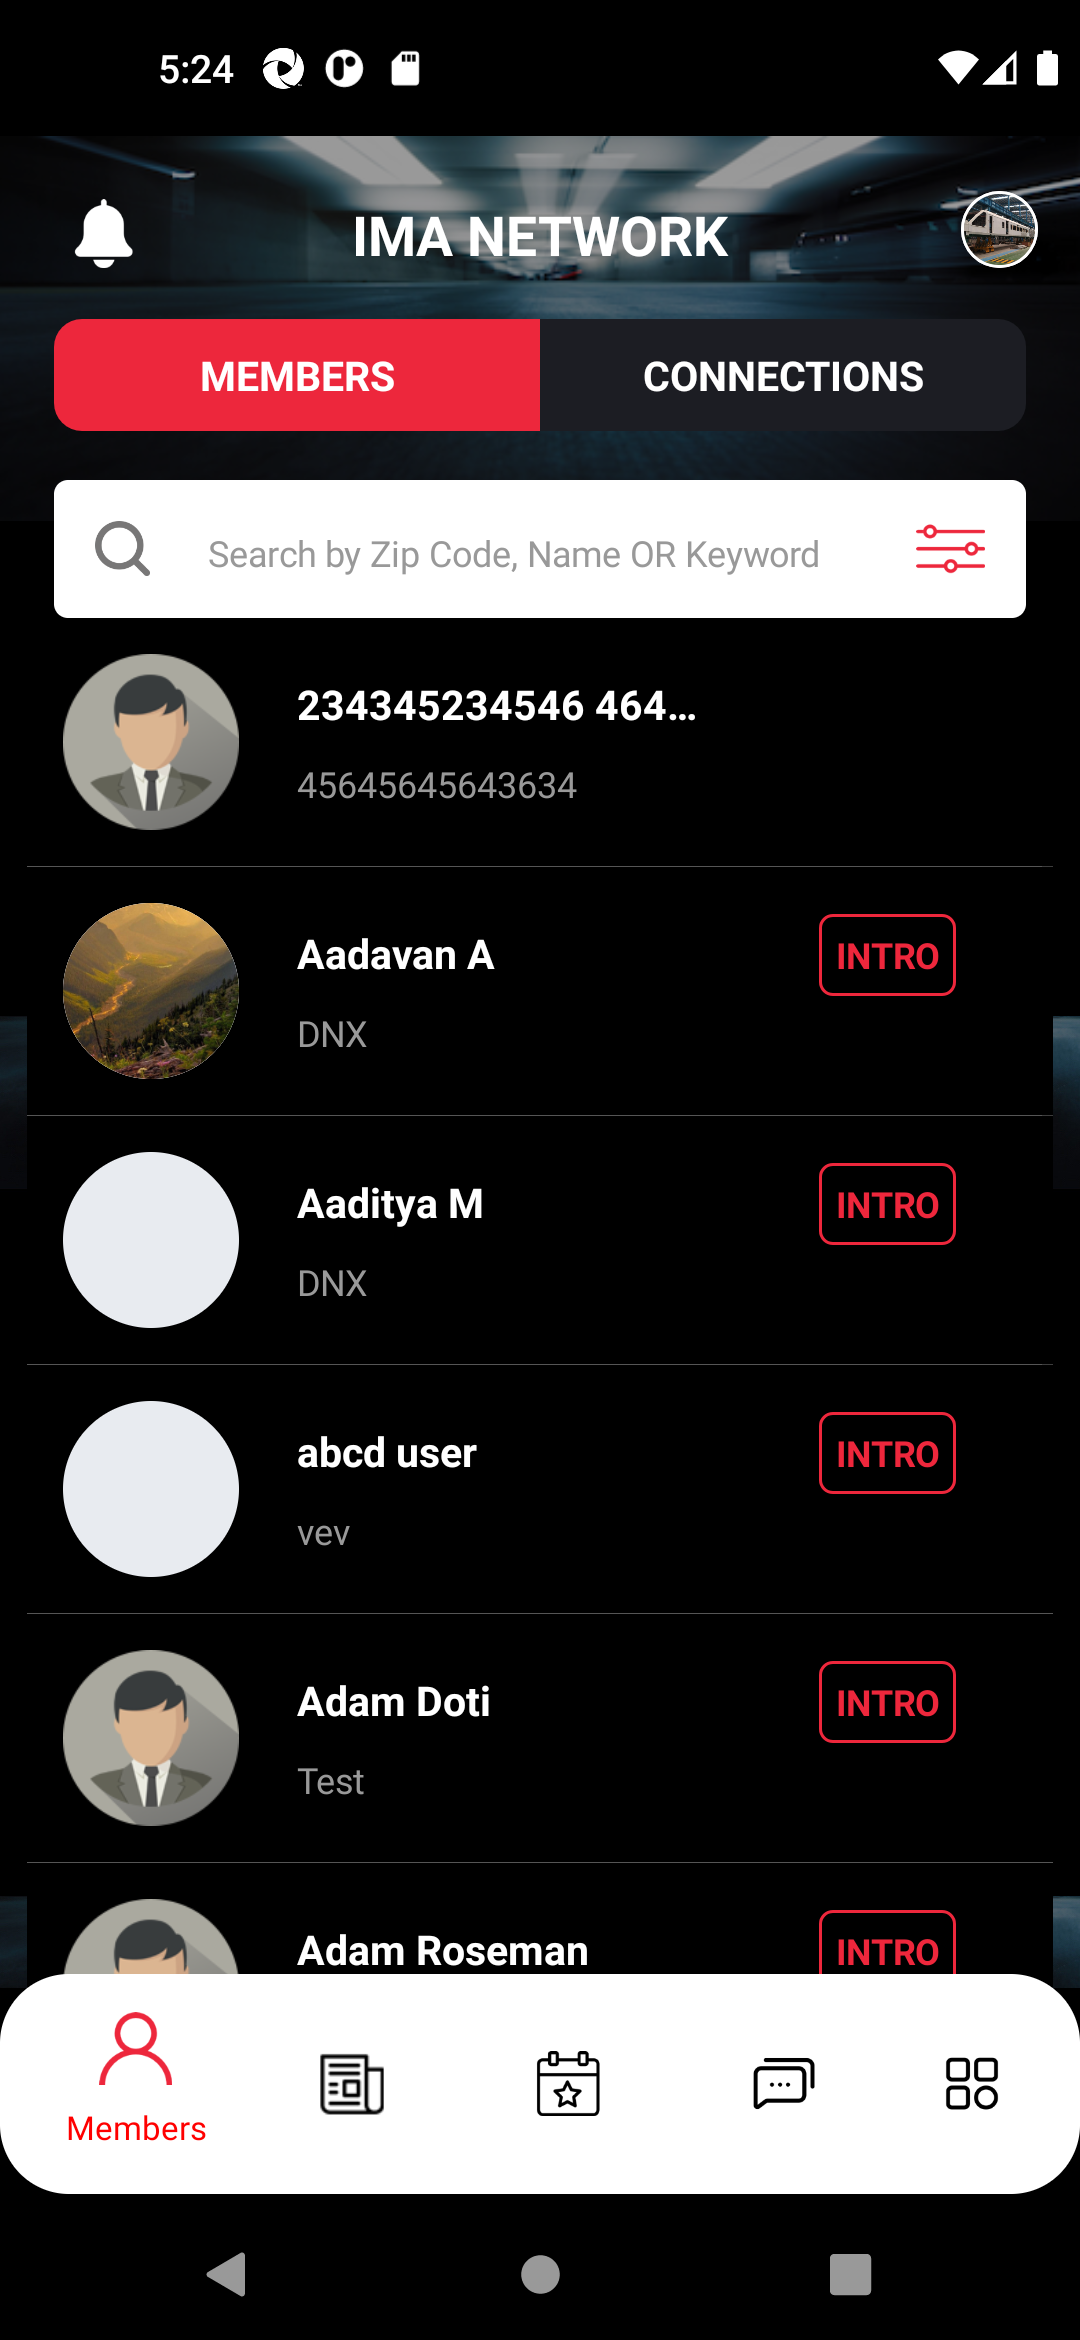 5:24
IMA NETWORK
MEMBERS
CONNECTIONS
Search by Zip Code, Name OR Keyword
234345234546 464...
45645645643634
Aadavan A
INTRO
DNX
Aaditya M
INTRO
DNX
abcd user
INTRO
vev
Adam Doti
INTRO
Test
Adam Roseman
INTRO
Members